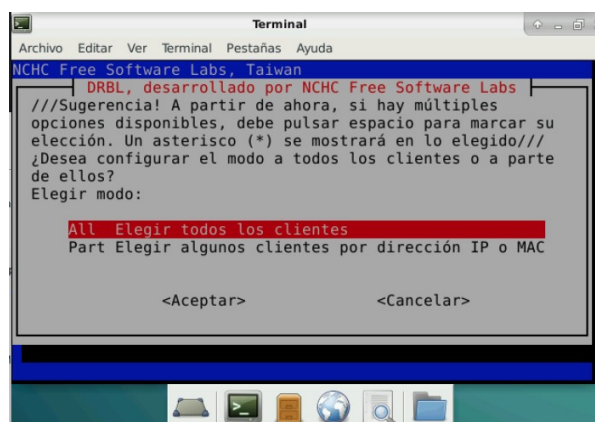 Terminal
Archivo Editar Ver Terminal Pestañas Ayuda
NCHC Free Software Labs, Taiwan
DRBL, desarrollado por NCHC Free Software Labs
///Sugerencia! A partir de ahora, si hay múltiples
opciones disponibles, debe pulsar espacio para marcar su
elección. Un asterisco (*) se mostrará en lo elegido///
¿Desea configurar el modo a todos los clientes o a parte
de ellos?
Elegir modo:
All Elegir todos los clientes
Part Elegir algunos clientes por dirección IP o MAC
<Aceptar> <Cancelar>